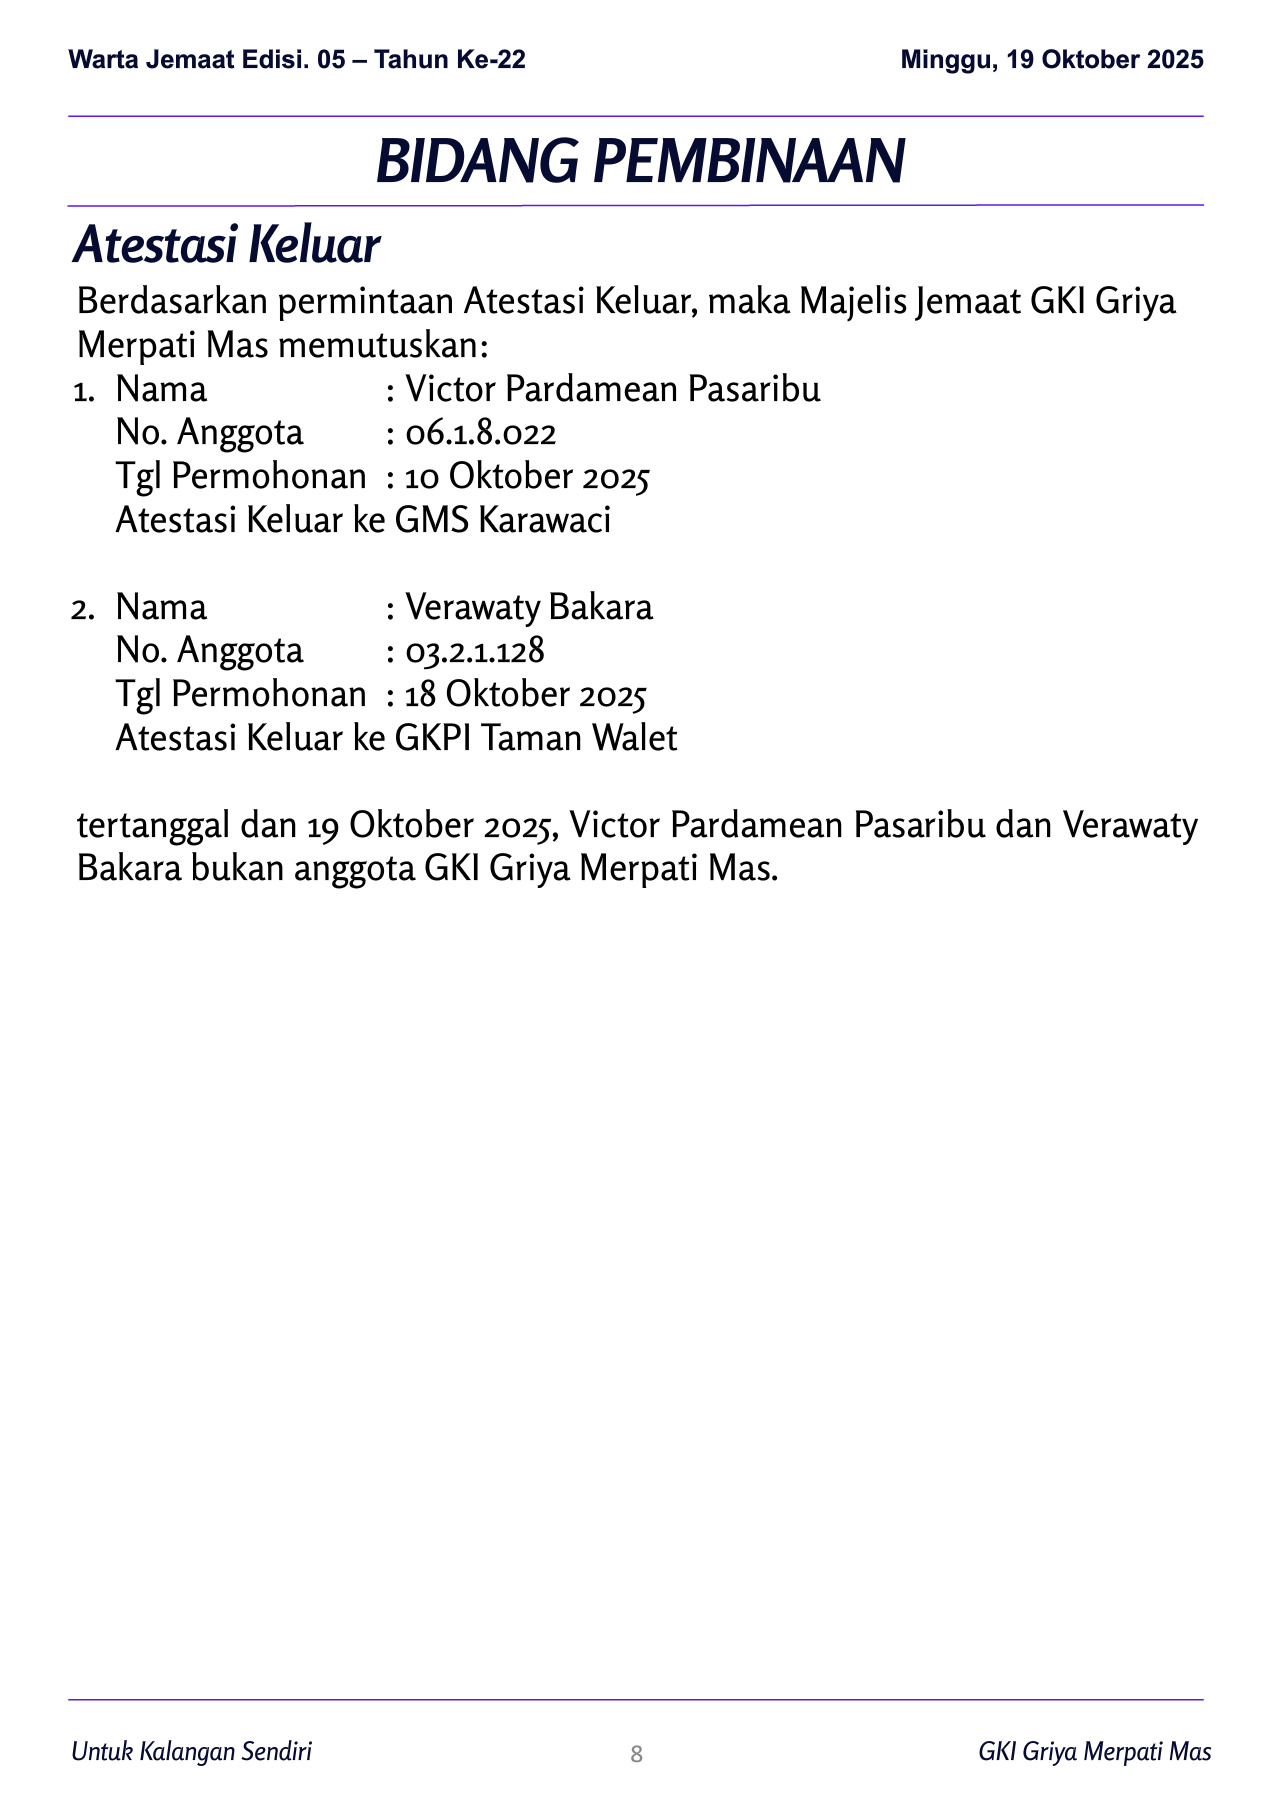 Warta Jemaat Edisi. 05 – Tahun Ke-22 Minggu, 19 Oktober 2025
BIDANG PEMBINAAN
Atestasi Keluar
Berdasarkan permintaan Atestasi Keluar, maka Majelis Jemaat GKI Griya
Merpati Mas memutuskan:
1. Nama : Victor Pardamean Pasaribu
No. Anggota : 06.1.8.022
Tgl Permohonan : 10 Oktober 2025
Atestasi Keluar ke GMS Karawaci
2. Nama : Verawaty Bakara
No. Anggota : 03.2.1.128
Tgl Permohonan : 18 Oktober 2025
Atestasi Keluar ke GKPI Taman Walet
tertanggal dan 19 Oktober 2025, Victor Pardamean Pasaribu dan Verawaty
Bakara bukan anggota GKI Griya Merpati Mas.
Untuk Kalangan Sendiri 8 GKI Griya Merpati Mas